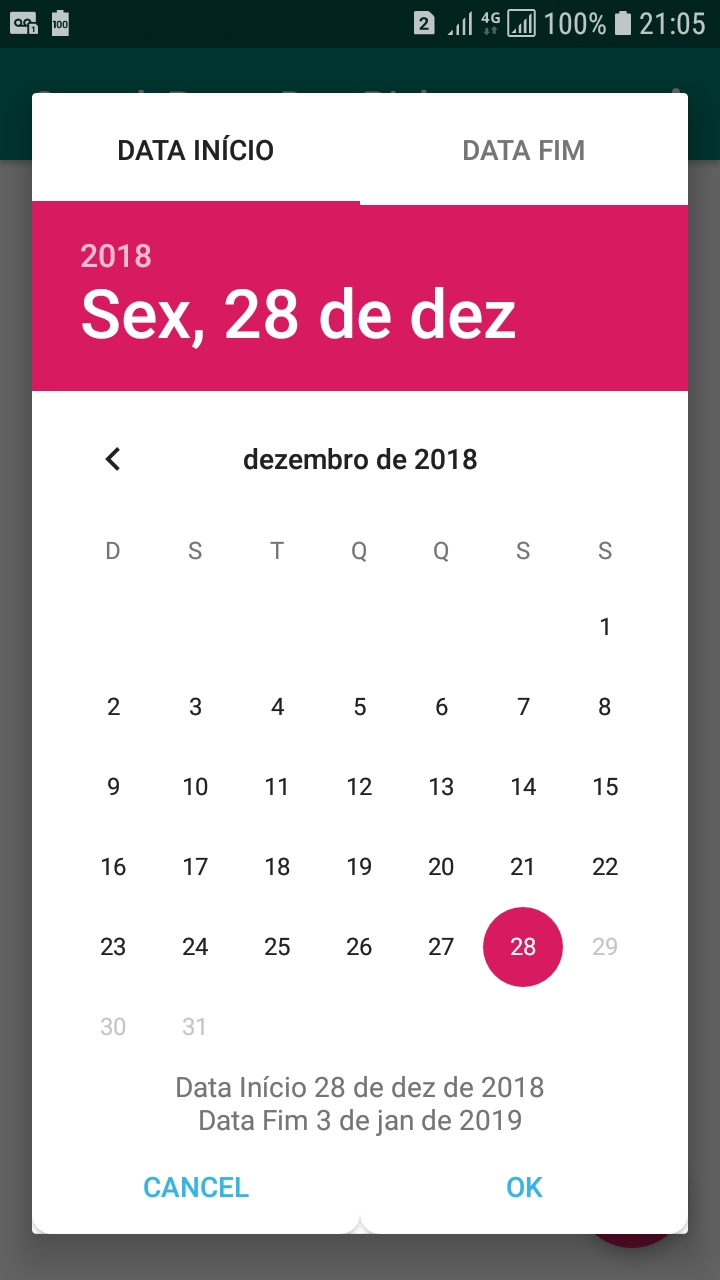 2 4G 100% 21:05
DATA INÍCIO DATA FIM
2018
Sex, 28 de dez
dezembro de 2018
D S T Q Q S S
1
2 3 4 5 6 7 8
9 10 11 12 13 14 15
16 17 18 19 20 21 22
23 24 25 26 27 28 29
30 31
Data Início 28 de dez de 2018
Data Fim 3 de jan de 2019
CANCEL OK